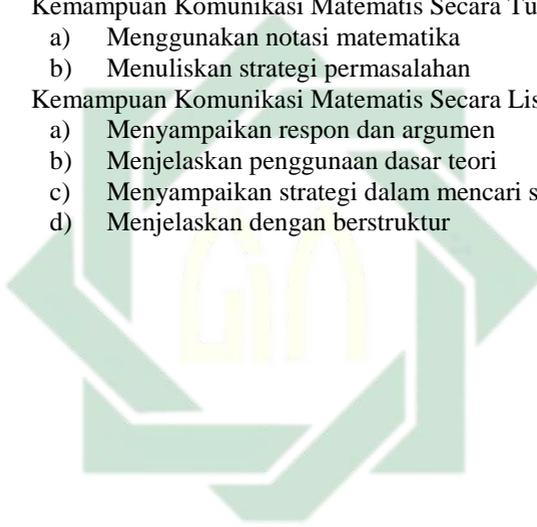 Kemampuan Komunikasi Matematis Secara Tu
a) Menggunakan notasi matematika
b) Menuliskan strategi permasalahan
Kemampuan Komunikasi Matematis Secara Lis
a) Menyampaikan respon dan argumen
b) Menjelaskan penggunaan dasar teori
c) Menyampaikan strategi dalam mencari s
d) Menjelaskan dengan berstruktur